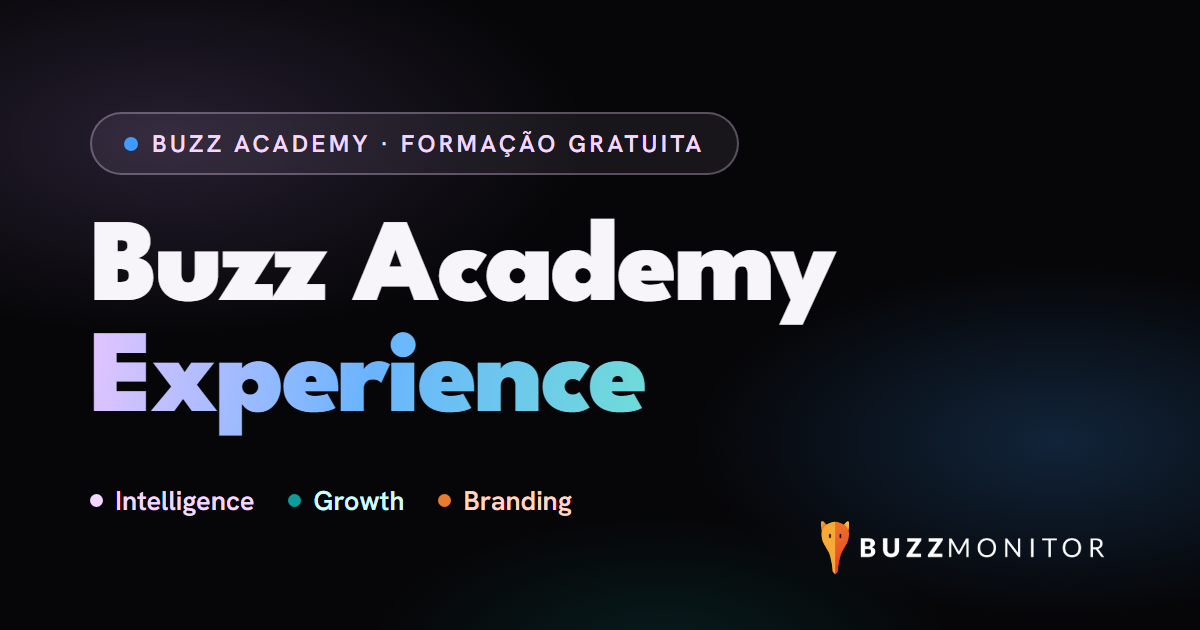 BUZZ ACADEMY · FORMAÇÃO GRATUITA
Buzz Academy
Experience
Intelligence Growth Branding
BUZZMONITOR